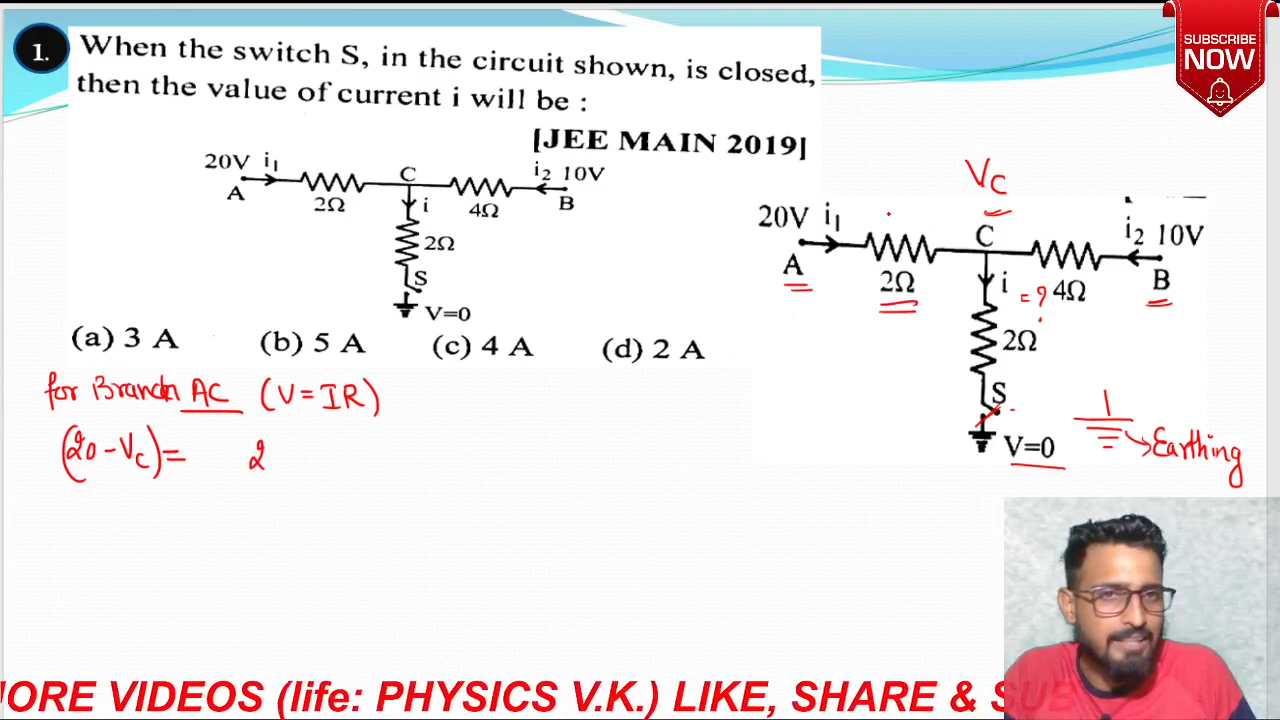 1.
When the switch S, in the circuit shown, is closed,
then the value of current i will be :
[JEE MAIN 2019]
20V i1 C i2 10V
A 2Ω i 4Ω B
2Ω
S
V=0
(a) 3 A (b) 5 A (c) 4 A (d) 2 A
for Branch AC (V = IR)
(20 - VC) = 2
SUBSCRIBE
NOW
VC
20V i1 C i2 10V
A 2Ω i = ? 4Ω B
2Ω
S
V=0
Earthing
MORE VIDEOS (life: PHYSICS V.K.) LIKE, SHARE & SUB